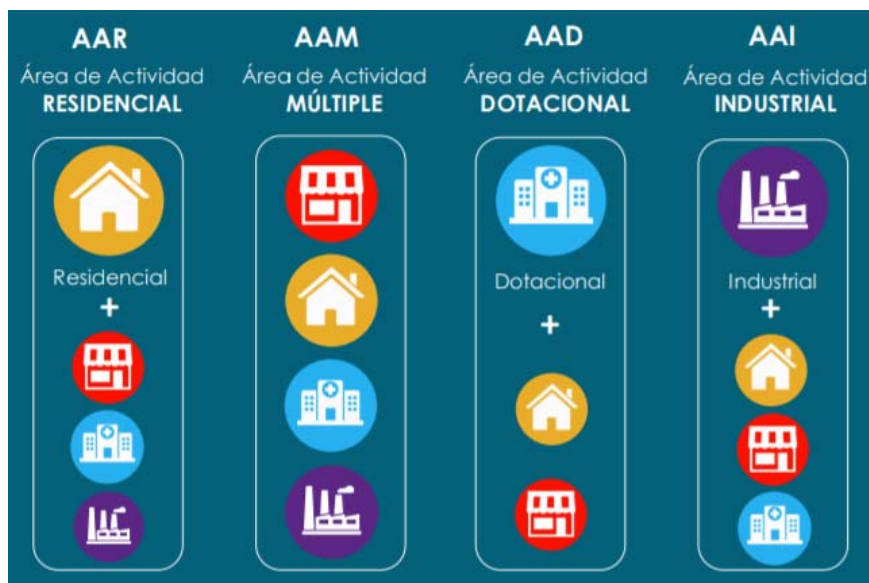 AAR
Área de Actividad
RESIDENCIAL
Residencial
+
AAM
Área de Actividad
MÚLTIPLE
AAD
Área de Actividad
DOTACIONAL
Dotacional
+
AAI
Área de Actividad
INDUSTRIAL
Industrial
+